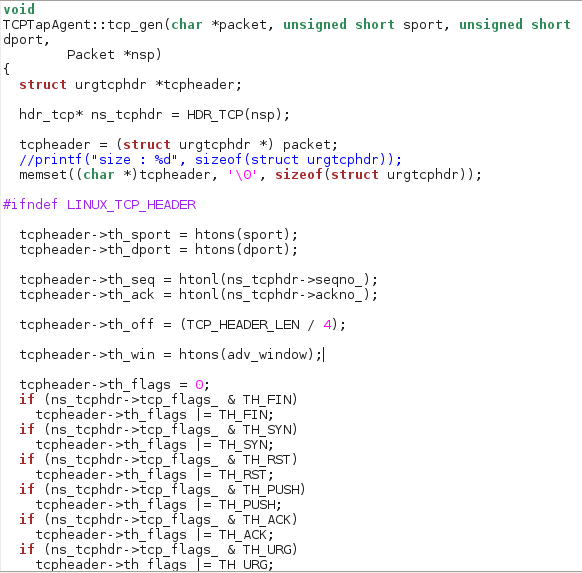 void
TCPTapAgent::tcp_gen(char *packet, unsigned short sport, unsigned short
dport,
        Packet *nsp)
{
  struct urgtcphdr *tcpheader;

  hdr_tcp* ns_tcphdr = HDR_TCP(nsp);

  tcpheader = (struct urgtcphdr *) packet;
  //printf("size : %d", sizeof(struct urgtcphdr));
  memset((char *)tcpheader, '\0', sizeof(struct urgtcphdr));

#ifndef LINUX_TCP_HEADER

  tcpheader->th_sport = htons(sport);
  tcpheader->th_dport = htons(dport);

  tcpheader->th_seq = htonl(ns_tcphdr->seqno_);
  tcpheader->th_ack = htonl(ns_tcphdr->ackno_);

  tcpheader->th_off = (TCP_HEADER_LEN / 4);

  tcpheader->th_win = htons(adv_window);

  tcpheader->th_flags = 0;
  if (ns_tcphdr->tcp_flags_ & TH_FIN)
    tcpheader->th_flags |= TH_FIN;
  if (ns_tcphdr->tcp_flags_ & TH_SYN)
    tcpheader->th_flags |= TH_SYN;
  if (ns_tcphdr->tcp_flags_ & TH_RST)
    tcpheader->th_flags |= TH_RST;
  if (ns_tcphdr->tcp_flags_ & TH_PUSH)
    tcpheader->th_flags |= TH_PUSH;
  if (ns_tcphdr->tcp_flags_ & TH_ACK)
    tcpheader->th_flags |= TH_ACK;
  if (ns_tcphdr->tcp_flags_ & TH_URG)
    tcpheader->th_flags |= TH_URG;